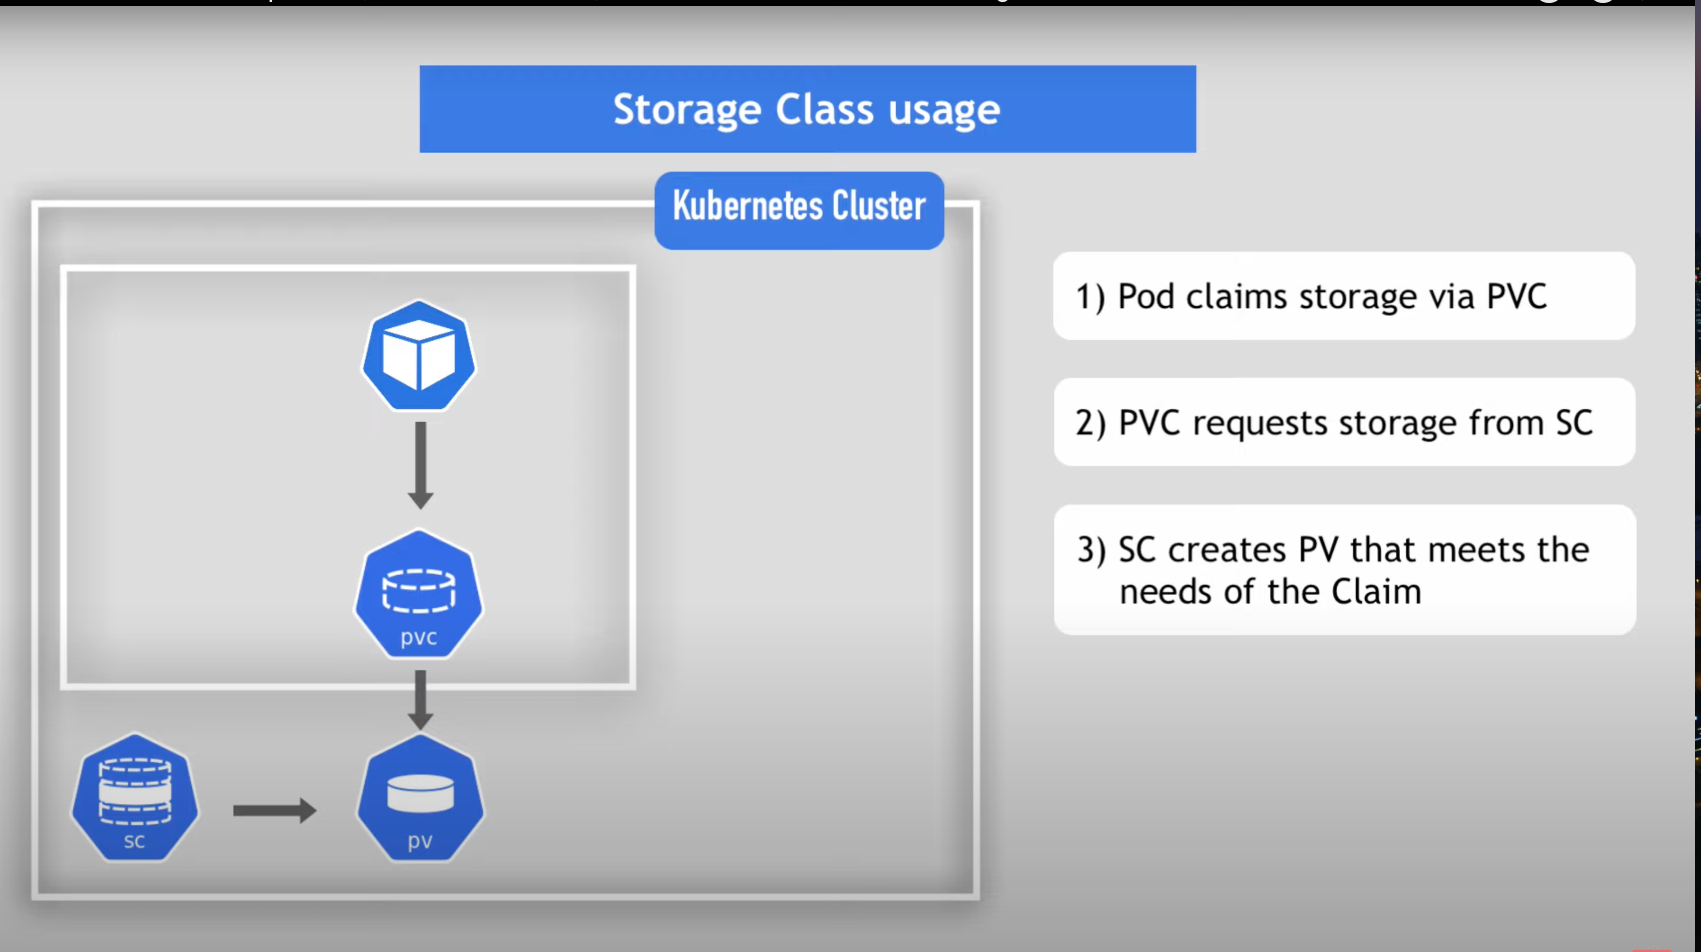 Storage Class usage
Kubernetes Cluster
1) Pod claims storage via PVC
2) PVC requests storage from SC
3) SC creates PV that meets the
needs of the Claim
pvc
sc
pv